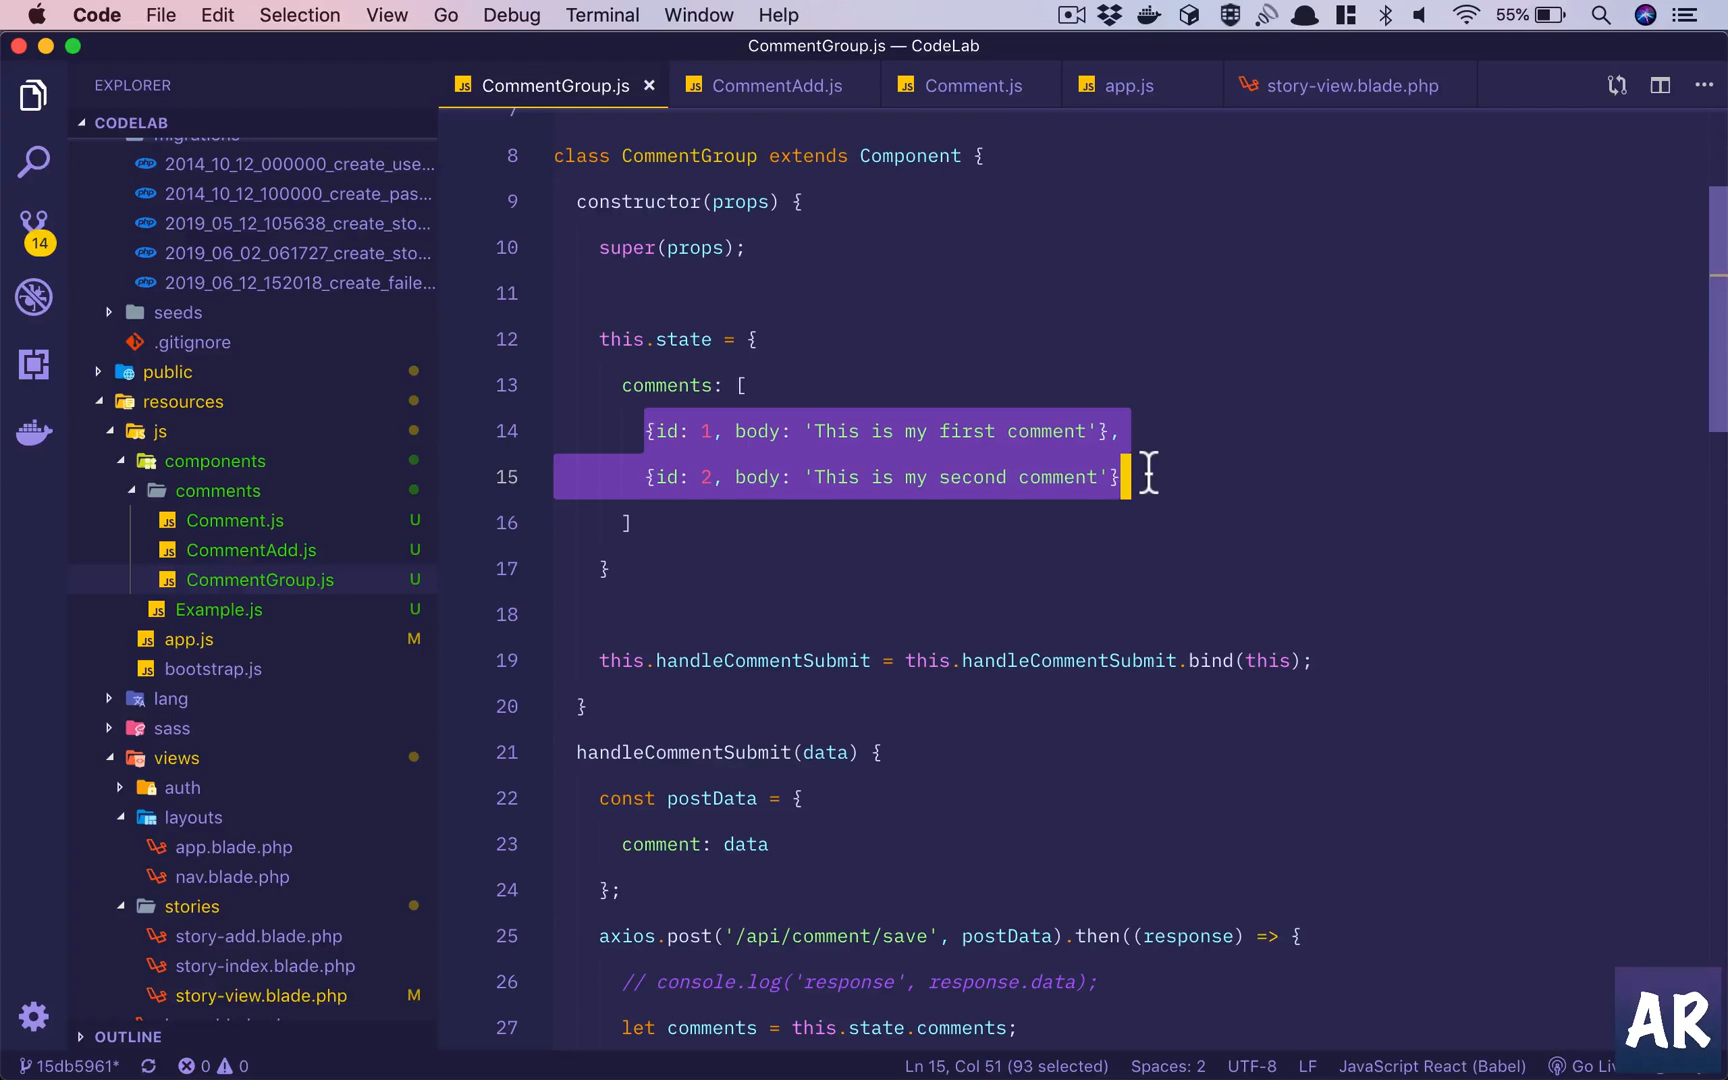 Code File Edit Selection View Go Debug Terminal Window Help 55%
CommentGroup.js — CodeLab
EXPLORER
CommentGroup.js × CommentAdd.js Comment.js app.js story-view.blade.php
CODELAB
migrations
2014_10_12_000000_create_use...
2014_10_12_100000_create_pas...
2019_05_12_105638_create_sto...
2019_06_02_061727_create_sto...
2019_06_12_152018_create_faile...
seeds
.gitignore
public
resources
js
components
comments
Comment.js U
CommentAdd.js U
CommentGroup.js U
Example.js U
app.js M
bootstrap.js
lang
sass
views
auth
layouts
app.blade.php
nav.blade.php
stories
story-add.blade.php
story-index.blade.php
story-view.blade.php M
OUTLINE
14
7
8 class CommentGroup extends Component {
9 constructor(props) {
10 super(props);
11
12 this.state = {
13 comments: [
14 {id: 1, body: 'This is my first comment'},
15 {id: 2, body: 'This is my second comment'}
16 ]
17 }
18
19 this.handleCommentSubmit = this.handleCommentSubmit.bind(this);
20 }
21 handleCommentSubmit(data) {
22 const postData = {
23 comment: data
24 };
25 axios.post('/api/comment/save', postData).then((response) => {
26 // console.log('response', response.data);
27 let comments = this.state.comments;
AR
15db5961* 0 0 Ln 15, Col 51 (93 selected) Spaces: 2 UTF-8 LF JavaScript React (Babel) Go Li